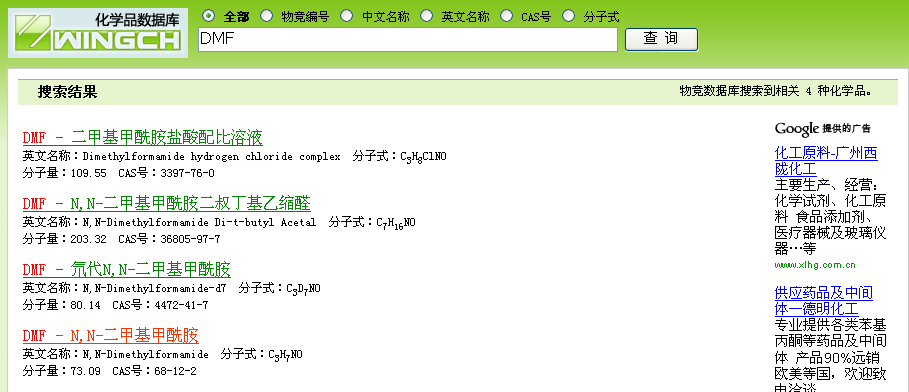 化学品数据库
WINGCH
全部 物竞编号 中文名称 英文名称 CAS号 分子式
DMF 查 询
搜索结果 物竞数据库搜索到相关 4 种化学品。
DMF - 二甲基甲酰胺盐酸配比溶液
英文名称：Dimethylformamide hydrogen chloride complex 分子式：C3H8ClNO
分子量：109.55 CAS号：3397-76-0
DMF - N,N-二甲基甲酰胺二叔丁基乙缩醛
英文名称：N,N-Dimethylformamide Di-t-butyl Acetal 分子式：C7H16NO
分子量：203.32 CAS号：36805-97-7
DMF - 氘代N,N-二甲基甲酰胺
英文名称：N,N-Dimethylformamide-d7 分子式：C3D7NO
分子量：80.14 CAS号：4472-41-7
DMF - N,N-二甲基甲酰胺
英文名称：N,N-Dimethylformamide 分子式：C3H7NO
分子量：73.09 CAS号：68-12-2
Google 提供的广告
化工原料-广州西
陇化工
主要生产、经营：
化学试剂、化工原
料 食品添加剂、
医疗器械及玻璃仪
器…等
www.xlhg.com.cn
供应药品及中间
体—德明化工
专业提供各类苯基
丙酮等药品及中间
体 产品90%远销
欧美等国，欢迎致
电洽谈